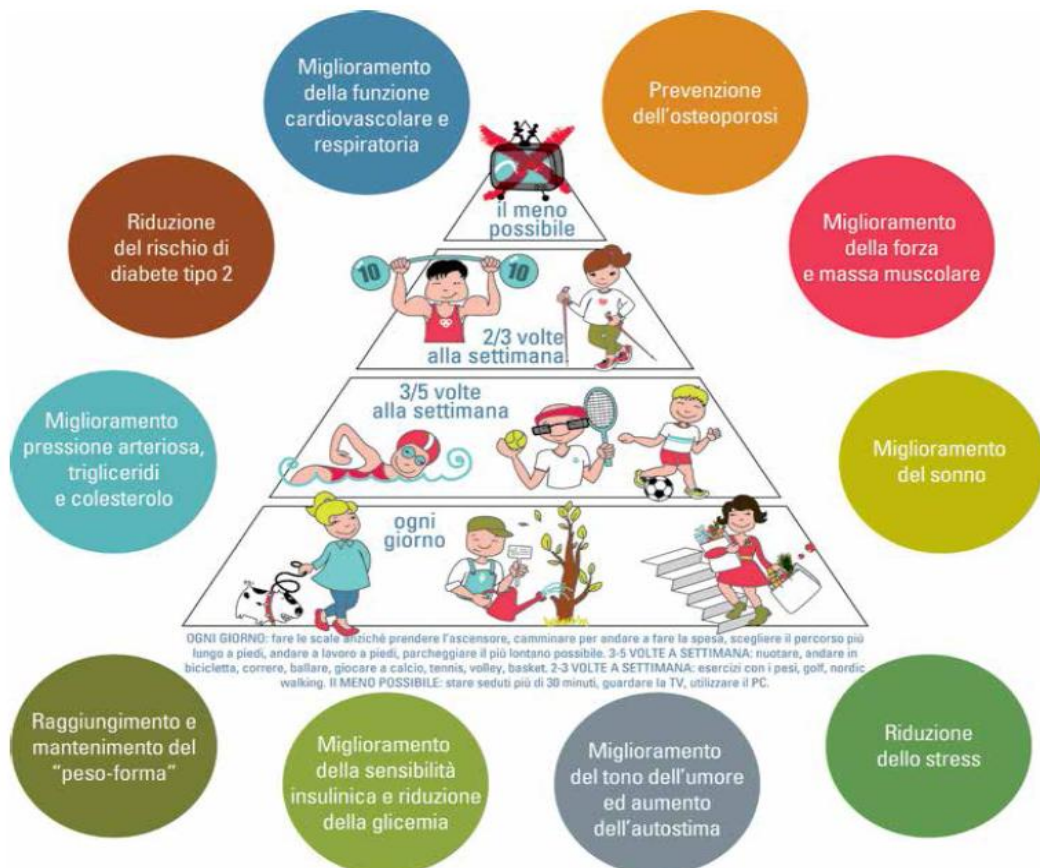 Miglioramento
della funzione
cardiovascolare e
respiratoria
Prevenzione
dell'osteoporosi
Riduzione
del rischio di
diabete tipo 2
il meno
possibile
Miglioramento
della forza
e massa muscolare
10
10
2/3 volte
alla settimana
3/5 volte
alla settimana
Miglioramento
pressione arteriosa,
trigliceridi
e colesterolo
Miglioramento
del sonno
ogni
giorno
OGNI GIORNO: fare le scale anziché prendere l'ascensore, camminare per andare a fare la spesa, scegliere il percorso più
lungo a piedi, andare a lavoro a piedi, parcheggiare il più lontano possibile. 3-5 VOLTE A SETTIMANA: nuotare, andare in
bicicletta, correre, ballare, giocare a calcio, tennis, volley, basket. 2-3 VOLTE A SETTIMANA: esercizi con i pesi, golf, nordic
walking. Il MENO POSSIBILE: stare seduti più di 30 minuti, guardare la TV, utilizzare il PC.
Raggiungimento e
mantenimento del
"peso-forma"
Miglioramento
della sensibilità
insulinica e riduzione
della glicemia
Miglioramento
del tono dell'umore
ed aumento
dell'autostima
Riduzione
dello stress